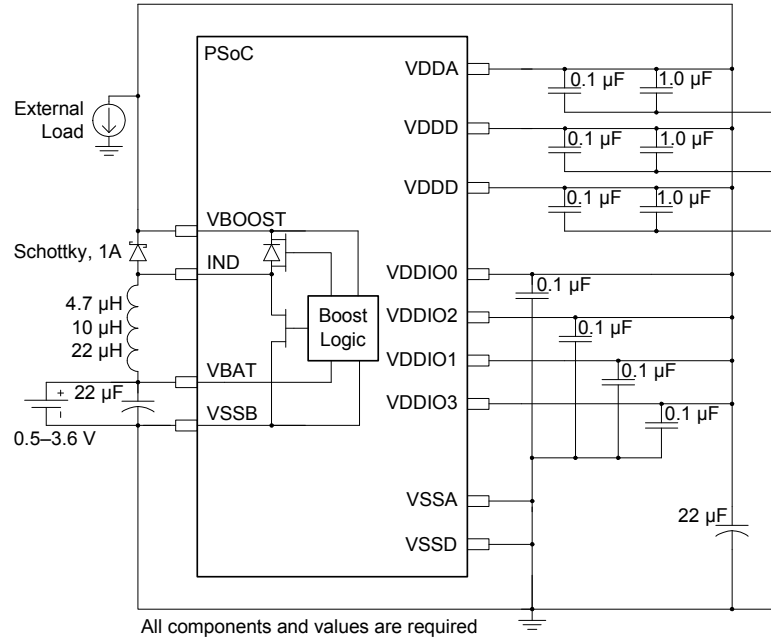 PSoC
VDDA
0.1 µF
1.0 µF
External
Load
VDDD
0.1 µF
1.0 µF
VDDD
0.1 µF
1.0 µF
VBOOST
Schottky, 1A
IND
VDDIO0
0.1 µF
4.7 µH
10 µH
22 µH
Boost
Logic
VDDIO2
0.1 µF
VDDIO1
0.1 µF
VBAT
22 µF
VDDIO3
0.1 µF
+
VSSB
0.5–3.6 V
VSSA
22 µF
VSSD
All components and values are required